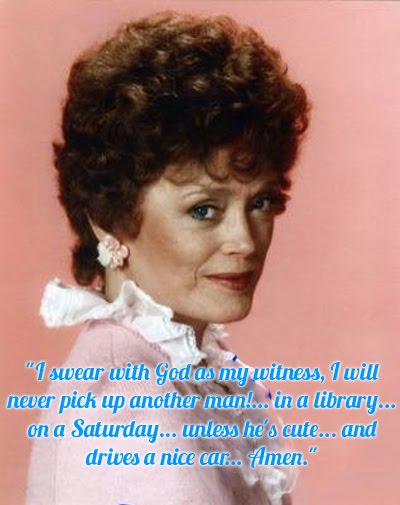 "I swear with God as my witness, I will
never pick up another man!... in a library...
on a Saturday... unless he's cute... and
drives a nice car... Amen."